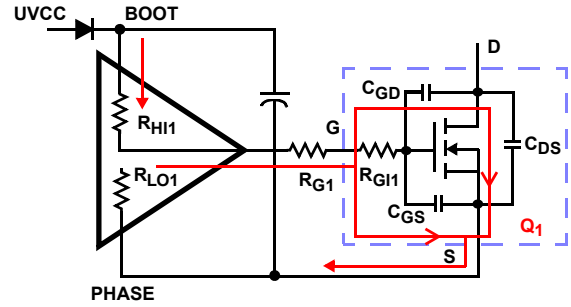 UVCC
BOOT
D
CGD
RHI1
G
CDS
RLO1
RG1
RGI1
CGS
Q1
S
PHASE